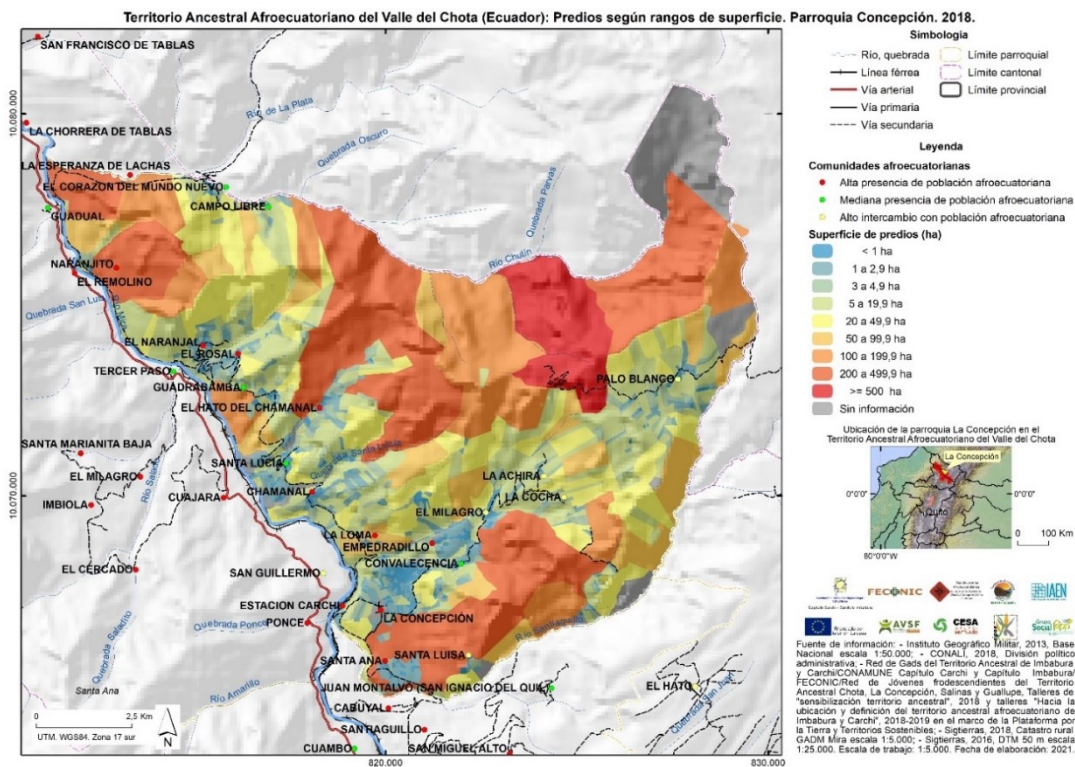 Territorio Ancestral Afroecuatoriano del Valle del Chota (Ecuador): Predios según rangos de superficie. Parroquia Concepción. 2018.
SAN FRANCISCO DE TABLAS
10.080.000
Río de La Plata
LA CHORRERA DE TABLAS
Quebrada Oscuro
LA ESPERANZA DE LACHAS
EL CORAZON DEL MUNDO NUEVO
Quebrada Parvas
CAMPO LIBRE
GUADUAL
Río Chulin
NARANJITO
EL REMOLINO
Quebrada San Luis
Río Mira
EL NARANJAL
EL ROSAL
TERCER PASO
PALO BLANCO
GUADRABAMBA
EL HATO DEL CHAMANAL
SANTA MARIANITA BAJA
Quebrada Santa Lucía
SANTA LUCÍA
EL MILAGRO
LA ACHIRA
CHAMANAL
CUAJARA
LA COCHA
10.070.000
IMBIOLA
EL MILAGRO
LA LOMA
EMPEDRADILLO
EL CERCADO
SAN GUILLERMO
CONVALECENCIA
ESTACION CARCHI
LA CONCEPCIÓN
Quebrada Ponce
PONCE
Quebrada Saladito
SANTA LUISA
SANTA ANA
Río Amarillo
Santa Ana
JUAN MONTALVO (SAN IGNACIO DEL QUIL)
EL HATO
Quebrada San Juan
CABUYAL
SANTIAGUILLO
CUAMBO
SAN MIGUEL ALTO
0 2,5 Km
UTM. WGS84. Zona 17 sur
N
820.000
830.000
Simbologia
Río, quebrada
Línea férrea
Vía arterial
Vía primaria
Vía secundaria
Límite parroquial
Límite cantonal
Límite provincial
Leyenda
Comunidades afroecuatorianas
Alta presencia de población afroecuatoriana
Mediana presencia de población afroecuatoriana
Alto intercambio con población afroecuatoriana
Superficie de predios (ha)
< 1 ha
1 a 2,9 ha
3 a 4,9 ha
5 a 19,9 ha
20 a 49,9 ha
50 a 99,9 ha
100 a 199,9 ha
200 a 499,9 ha
>= 500 ha
Sin información
Ubicación de la parroquia La Concepción en el
Territorio Ancestral Afroecuatoriano del Valle del Chota
La Concepción
0°0'0"
0°0'0"
Quito
80°0'0"W
0 100 Km
FECONIC
IAEN
AVSF
CESA
Grupo Social
Fuente de información: - Instituto Geográfico Militar, 2013, Base
Nacional escala 1:50.000; - CONALI, 2018, División político
administrativa; - Red de Gads del Territorio Ancestral de Imbabura
y Carchi/CONAMUNE Capítulo Carchi y Capítulo Imbabura/
FECONIC/Red de Jóvenes frodescendientes del Territorio
Ancestral Chota, La Concepción, Salinas y Guallupe, Talleres de
"sensibilización territorio ancestral", 2018 y talleres "Hacia la
ubicación y definición del territorio ancestral afroecuatoriano de
Imbabura y Carchi", 2018-2019 en el marco de la Plataforma por
la Tierra y Territorios Sostenibles; - Sigtierras, 2018, Catastro rural
GADM Mira escala 1:5.000; - Sigtierras, 2016, DTM 50 m escala
1:25.000. Escala de trabajo: 1:5.000. Fecha de elaboración: 2021.